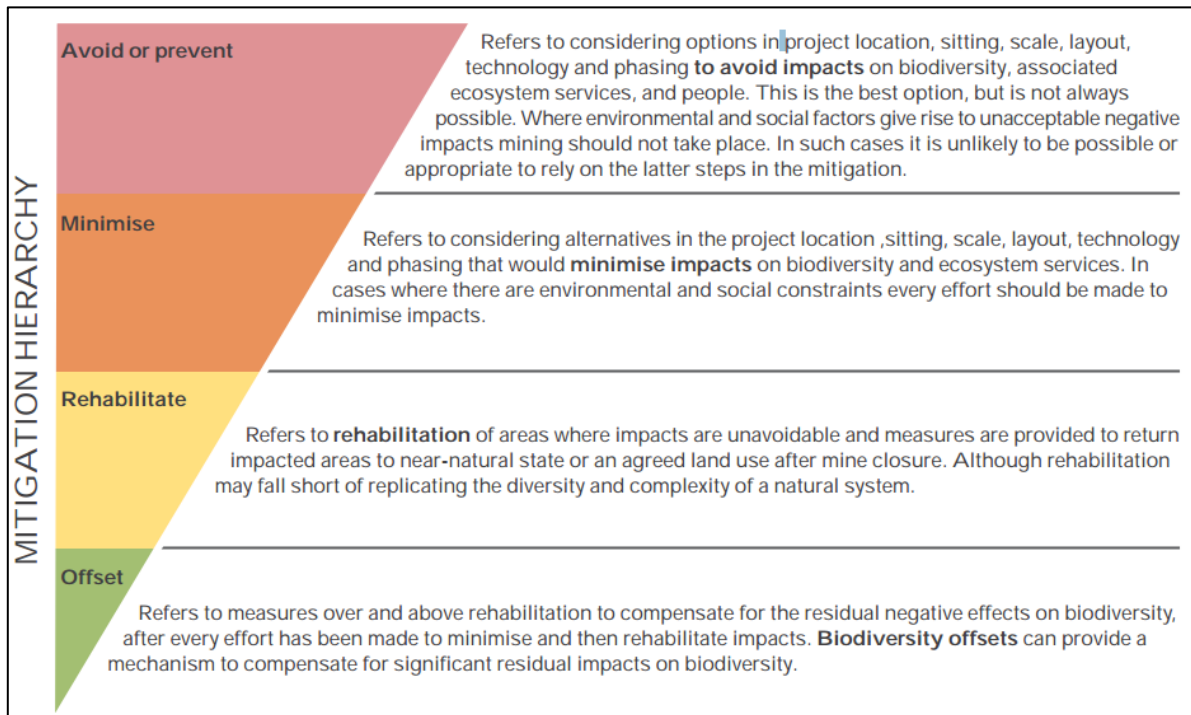 MITIGATION HIERARCHY
Avoid or prevent
Refers to considering options in project location, sitting, scale, layout,
technology and phasing to avoid impacts on biodiversity, associated
ecosystem services, and people. This is the best option, but is not always
possible. Where environmental and social factors give rise to unacceptable negative
impacts mining should not take place. In such cases it is unlikely to be possible or
appropriate to rely on the latter steps in the mitigation.
Minimise
Refers to considering alternatives in the project location ,sitting, scale, layout, technology
and phasing that would minimise impacts on biodiversity and ecosystem services. In
cases where there are environmental and social constraints every effort should be made to
minimise impacts.
Rehabilitate
Refers to rehabilitation of areas where impacts are unavoidable and measures are provided to return
impacted areas to near-natural state or an agreed land use after mine closure. Although rehabilitation
may fall short of replicating the diversity and complexity of a natural system.
Offset
Refers to measures over and above rehabilitation to compensate for the residual negative effects on biodiversity,
after every effort has been made to minimise and then rehabilitate impacts. Biodiversity offsets can provide a
mechanism to compensate for significant residual impacts on biodiversity.